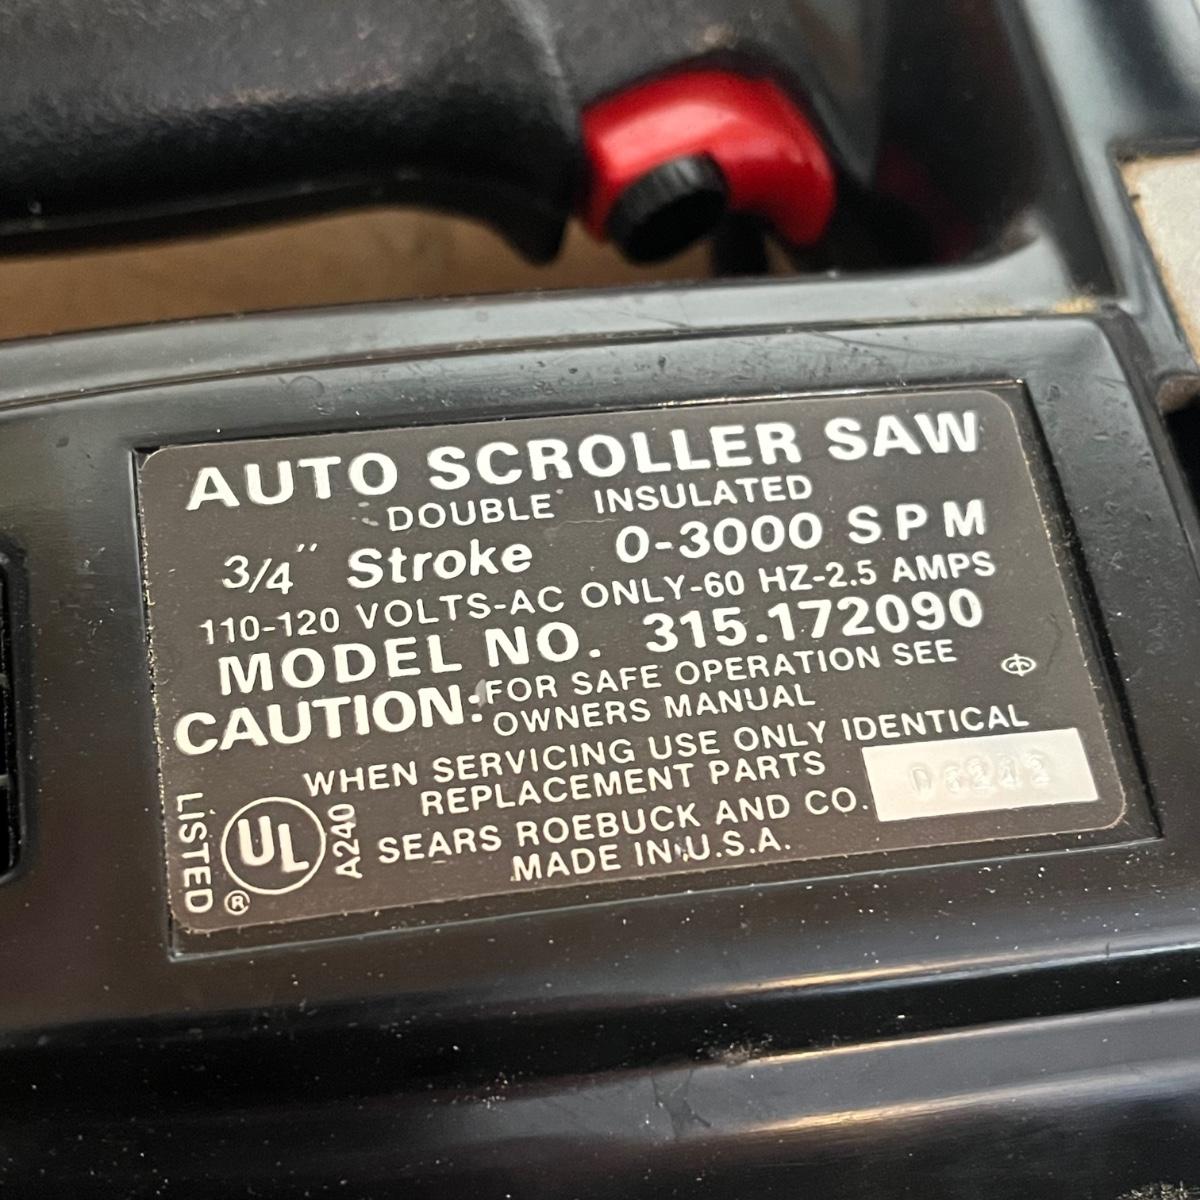 AUTO SCROLLER SAW
DOUBLE INSULATED
3/4" Stroke 0-3000 SPM
110-120 VOLTS-AC ONLY-60 HZ-2.5 AMPS
MODEL NO. 315.172090
CAUTION: FOR SAFE OPERATION SEE
OWNERS MANUAL
WHEN SERVICING USE ONLY IDENTICAL
REPLACEMENT PARTS
SEARS ROEBUCK AND CO.
MADE IN U.S.A.
LISTED
UL
®
A240